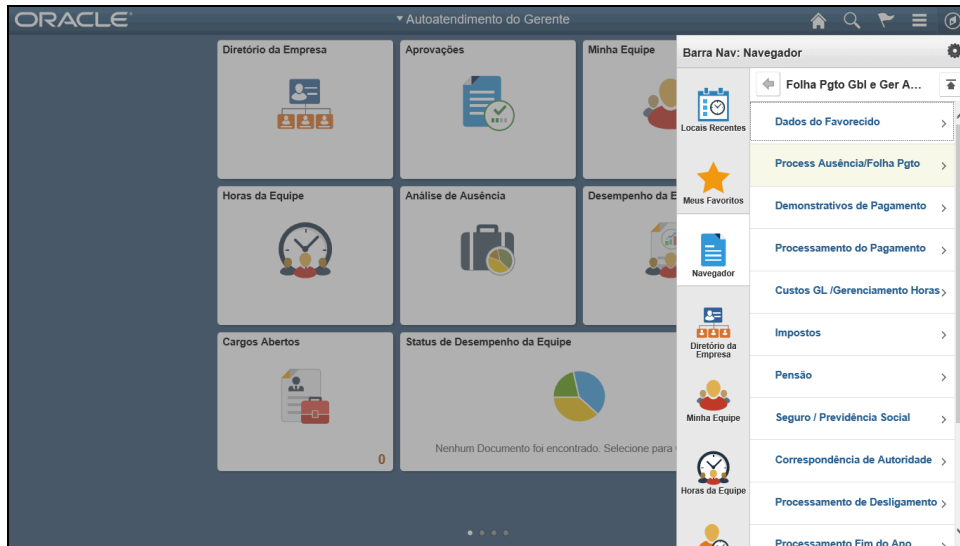 ORACLE
Autoatendimento do Gerente
Diretório da Empresa
Aprovações
Minha Equipe
Horas da Equipe
Análise de Ausência
Desempenho da E
Cargos Abertos
0
Status de Desempenho da Equipe
Nenhum Documento foi encontrado. Selecione para
Barra Nav: Navegador
Locais Recentes
Meus Favoritos
Navegador
Diretório da
Empresa
Minha Equipe
Horas da Equipe
Folha Pgto Gbl e Ger A...
Dados do Favorecido
Process Ausência/Folha Pgto
Demonstrativos de Pagamento
Processamento do Pagamento
Custos GL /Gerenciamento Horas
Impostos
Pensão
Seguro / Previdência Social
Correspondência de Autoridade
Processamento de Desligamento
Processamento Fim do Ano